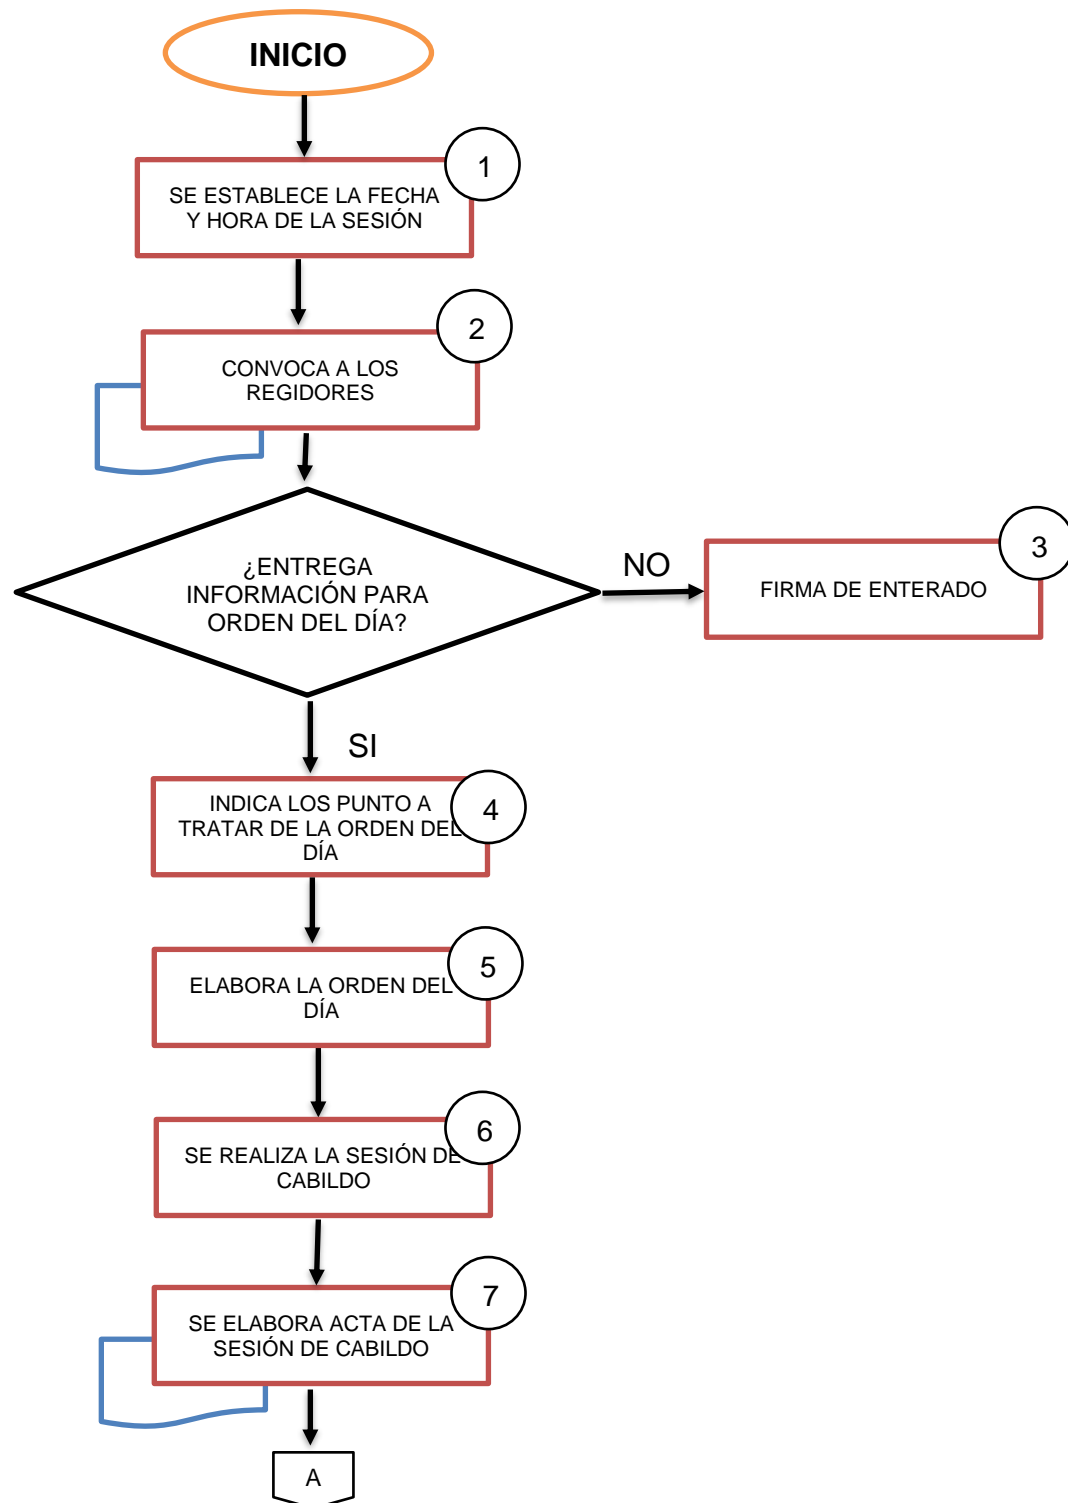 INICIO
1
SE ESTABLECE LA FECHA
Y HORA DE LA SESIÓN
2
CONVOCA A LOS
REGIDORES
¿ENTREGA
INFORMACIÓN PARA
ORDEN DEL DÍA?
NO
3
FIRMA DE ENTERADO
SI
4
INDICA LOS PUNTO A
TRATAR DE LA ORDEN DEL
DÍA
5
ELABORA LA ORDEN DEL
DÍA
6
SE REALIZA LA SESIÓN DE
CABILDO
7
SE ELABORA ACTA DE LA
SESIÓN DE CABILDO
A